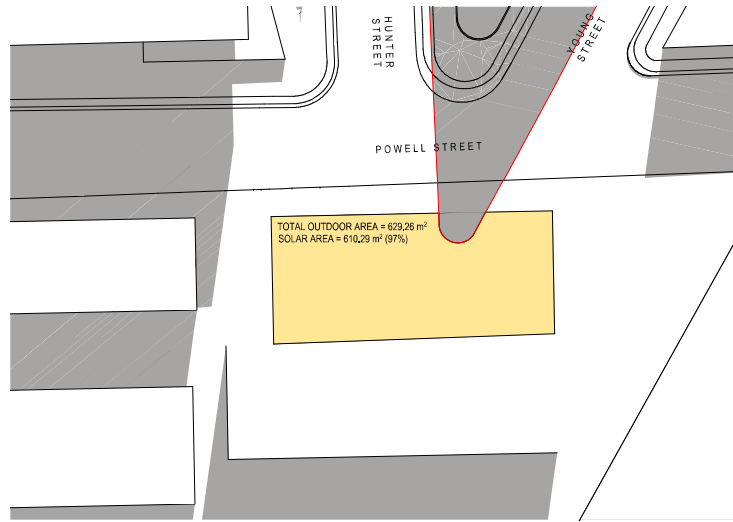 HUNTER
STREET
YOUNG
STREET
POWELL STREET
TOTAL OUTDOOR AREA = 629,26 m²
SOLAR AREA = 610.29 m² (97%)